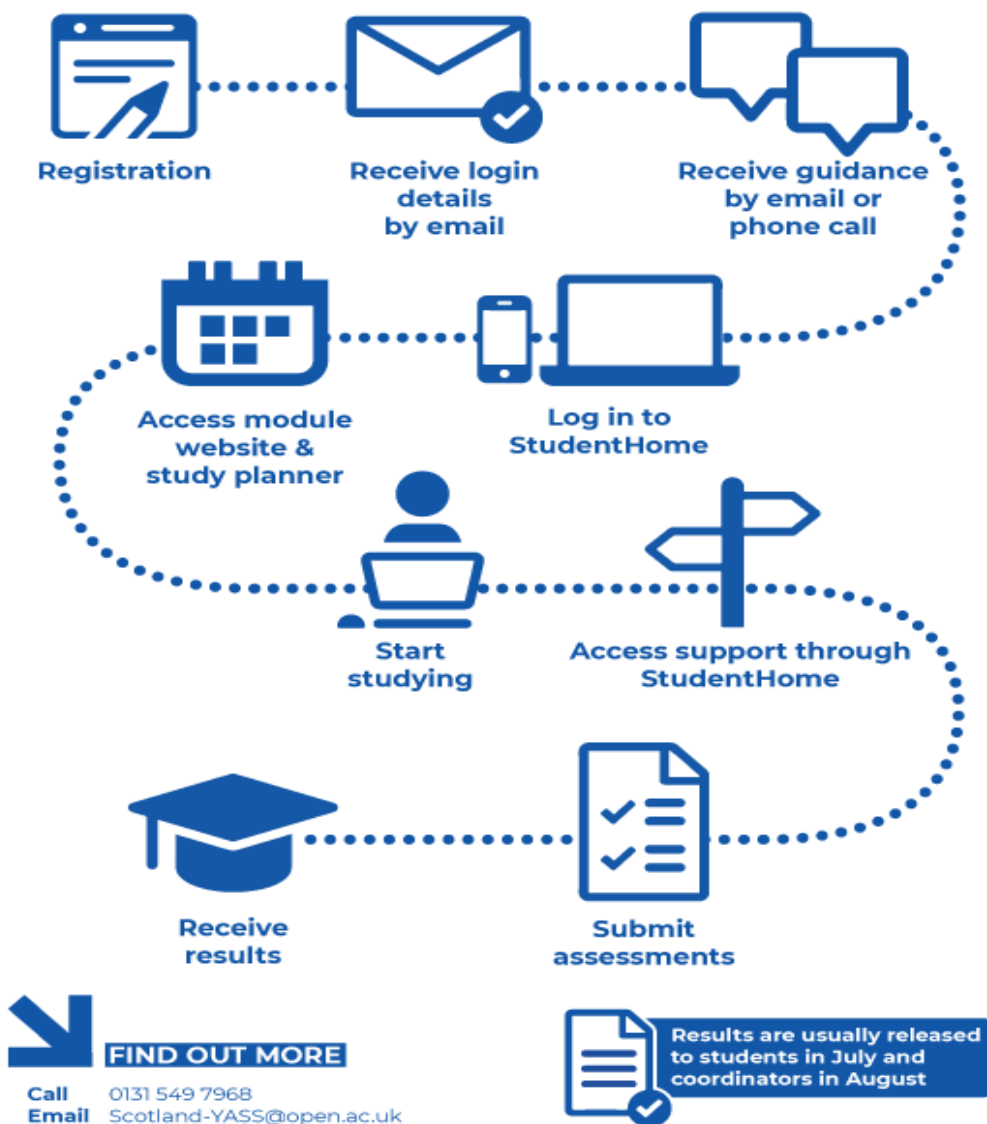 Registration
Receive login
details
by email
Receive guidance
by email or
phone call
Log in to
StudentHome
Access module
website &
study planner
Start
studying
Access support through
StudentHome
Submit
assessments
Receive
results
FIND OUT MORE
Call 0131 549 7968
Email Scotland-YASS@open.ac.uk
Results are usually released
to students in July and
coordinators in August